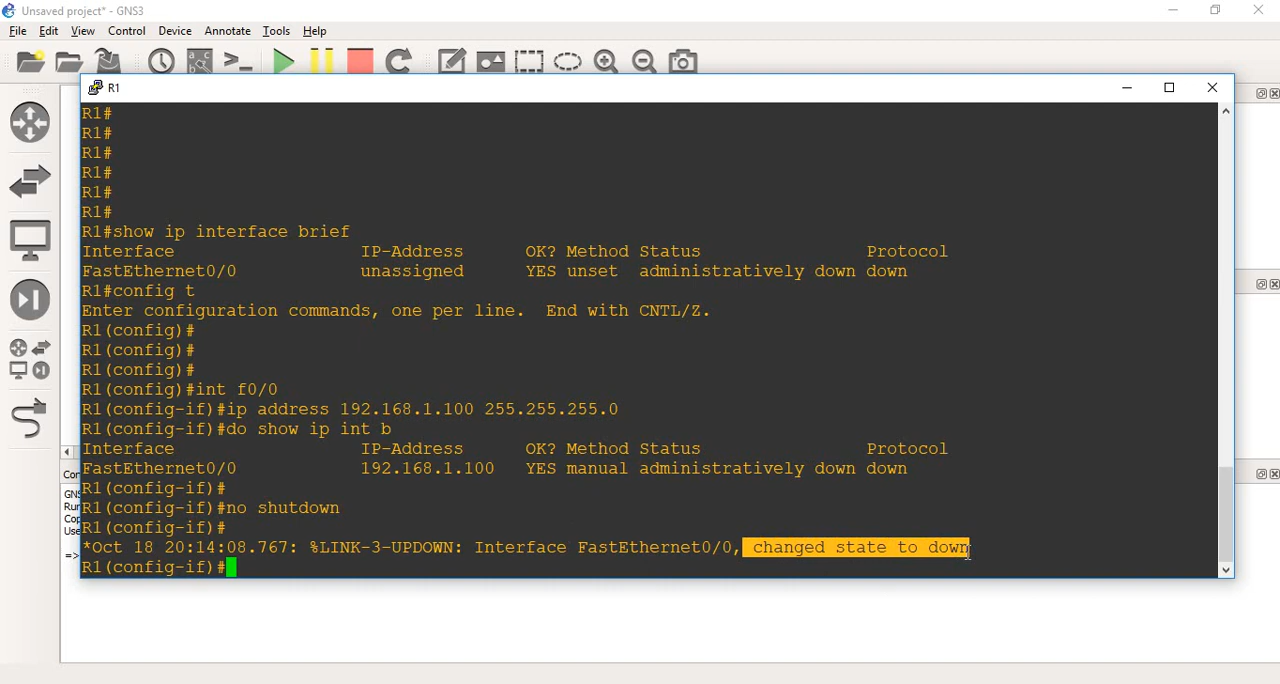 Unsaved project* - GNS3
File Edit View Control Device Annotate Tools Help
R1
R1#
R1#
R1#
R1#
R1#
R1#
R1#show ip interface brief
Interface IP-Address OK? Method Status Protocol
FastEthernet0/0 unassigned YES unset administratively down down
R1#config t
Enter configuration commands, one per line. End with CNTL/Z.
R1(config)#
R1(config)#
R1(config)#
R1(config)#int f0/0
R1(config-if)#ip address 192.168.1.100 255.255.255.0
R1(config-if)#do show ip int b
Interface IP-Address OK? Method Status Protocol
FastEthernet0/0 192.168.1.100 YES manual administratively down down
R1(config-if)#
R1(config-if)#no shutdown
R1(config-if)#
*Oct 18 20:14:08.767: %LINK-3-UPDOWN: Interface FastEthernet0/0, changed state to down
R1(config-if)#
Con
GNS
Run
Cop
Use
=>